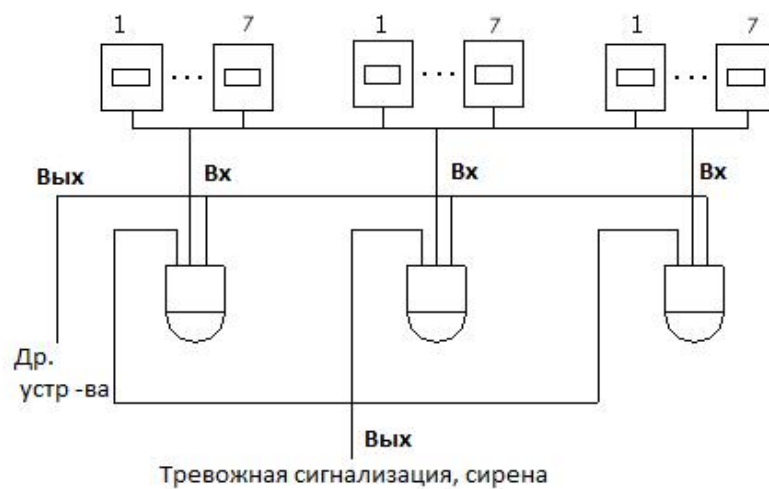 1 7 1 7 1 7
Вых Вх Вх Вх
Др.
устр -ва
Вых
Тревожная сигнализация, сирена